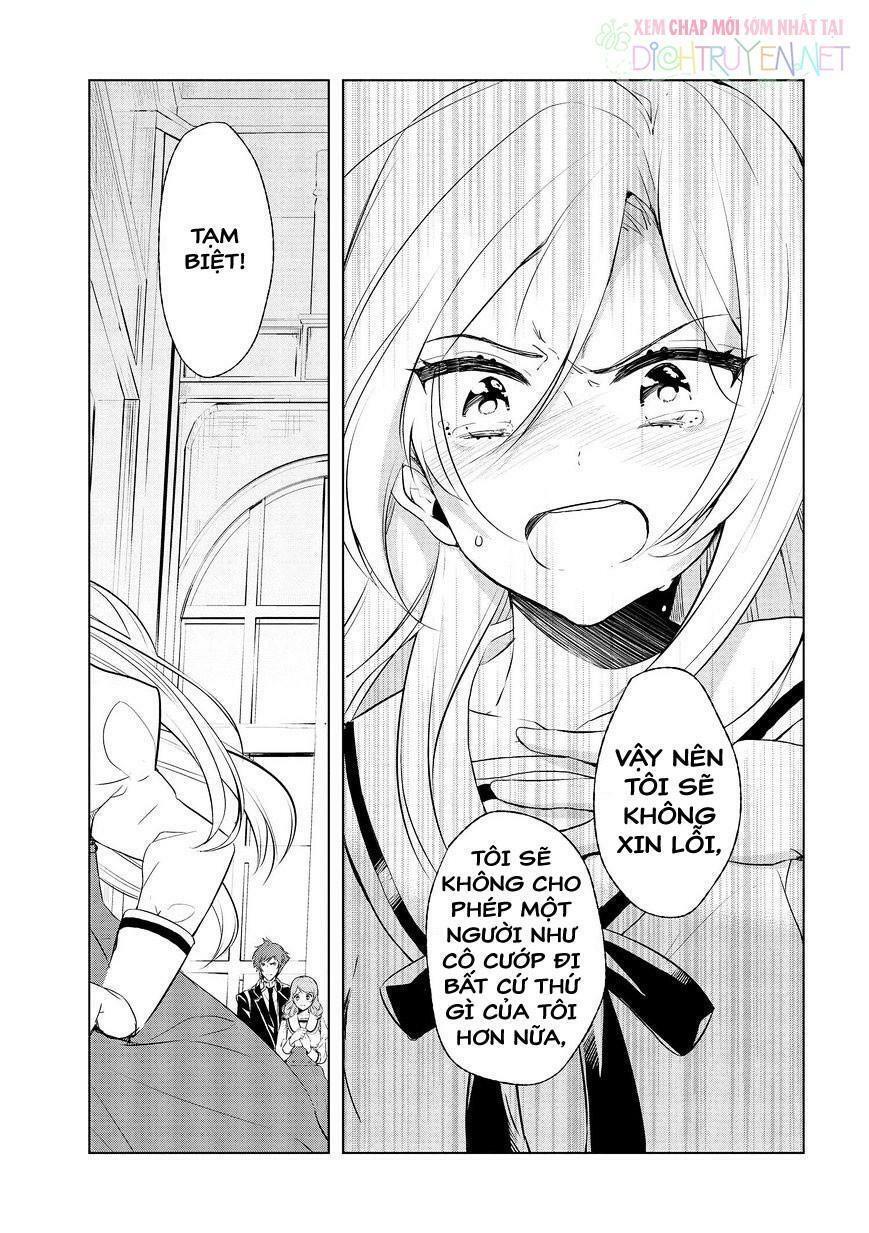 XEM CHAP MỚI SỚM NHẤT TẠI
DICHTRUYEN.NET
VẬY NÊN
TÔI SẼ
KHÔNG
XIN LỖI,
TÔI SẼ
KHÔNG CHO
PHÉP MỘT
NGƯỜI NHƯ
CÔ CƯỚP ĐI
BẤT CỨ THỨ
GÌ CỦA TÔI
HƠN NỮA,
TẠM
BIỆT!